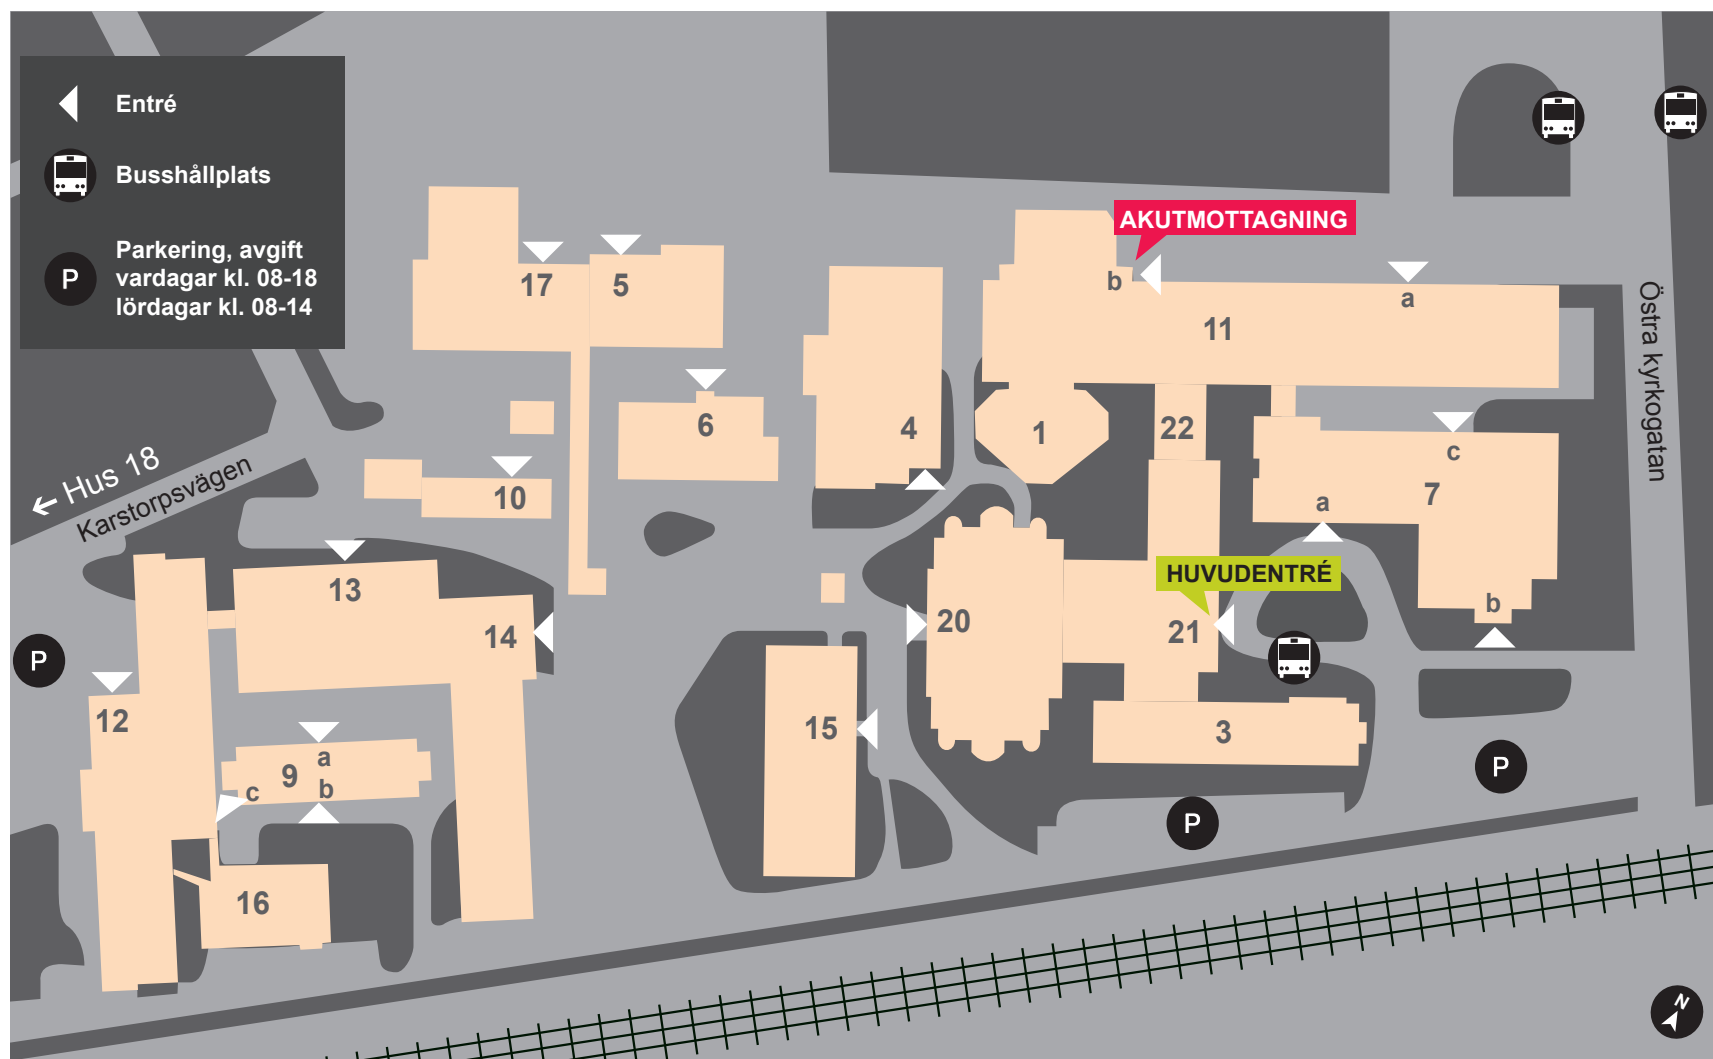 Entré
Busshållplats
P
Parkering, avgift
vardagar kl. 08-18
lördagar kl. 08-14
AKUTMOTTAGNING
17
5
b
a
11
Östra kyrkogatan
6
4
1
22
c
7
a
← Hus 18
Karstorpsvägen
10
HUVUDENTRÉ
13
14
20
21
b
P
12
15
3
9
a
b
c
P
P
16
N